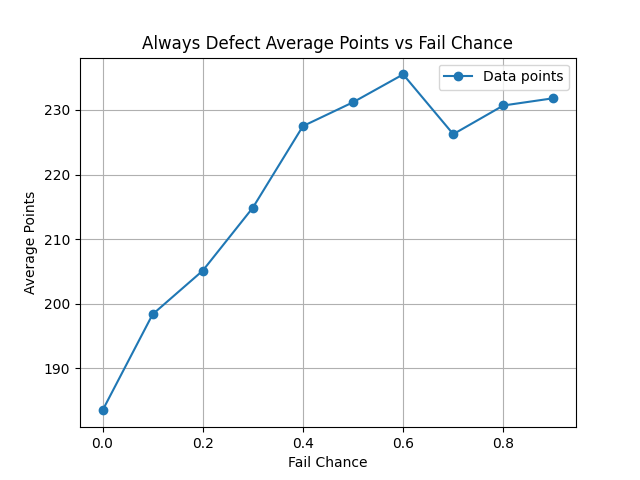 Always Defect Average Points vs Fail Chance
Data points
230
220
210
200
190
Average Points
0.0 0.2 0.4 0.6 0.8
Fail Chance